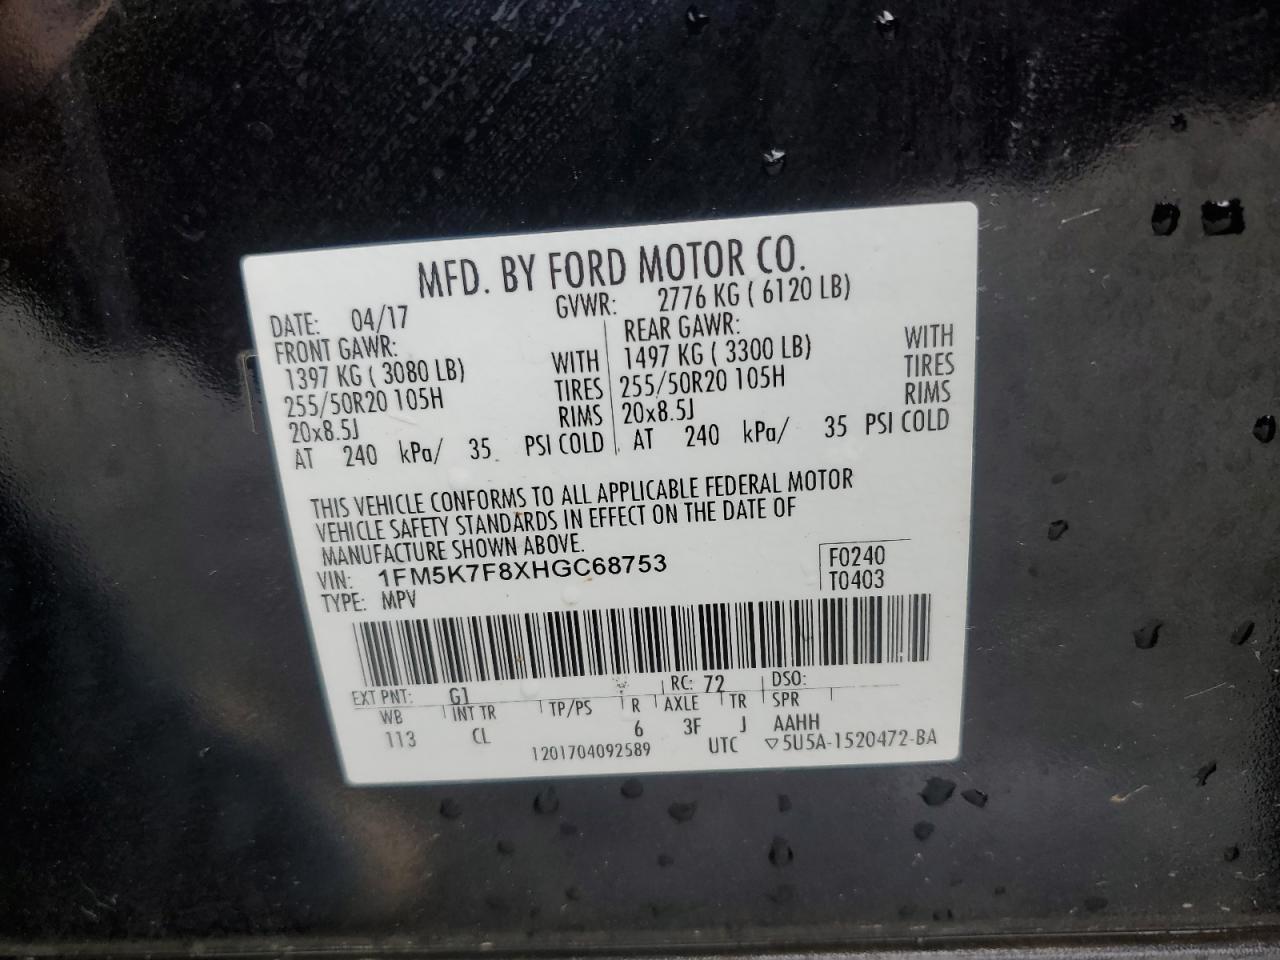 MFD. BY FORD MOTOR CO.
DATE: 04/17 GVWR: 2776 KG ( 6120 LB)
FRONT GAWR: REAR GAWR:
1397 KG ( 3080 LB) WITH 1497 KG ( 3300 LB) WITH
255/50R20 105H TIRES 255/50R20 105H TIRES
20x8.5J RIMS 20x8.5J RIMS
AT 240 kPa/ 35 PSI COLD AT 240 kPa/ 35 PSI COLD
THIS VEHICLE CONFORMS TO ALL APPLICABLE FEDERAL MOTOR
VEHICLE SAFETY STANDARDS IN EFFECT ON THE DATE OF
MANUFACTURE SHOWN ABOVE.
VIN: 1FM5K7F8XHGC68753 F0240
TYPE: MPV T0403
EXT PNT: G1 RC: 72 DSO:
WB INT TR TP/PS R AXLE TR SPR
113 CL 6 3F J AAHH
1201704092589 UTC ▽5U5A-1520472-BA